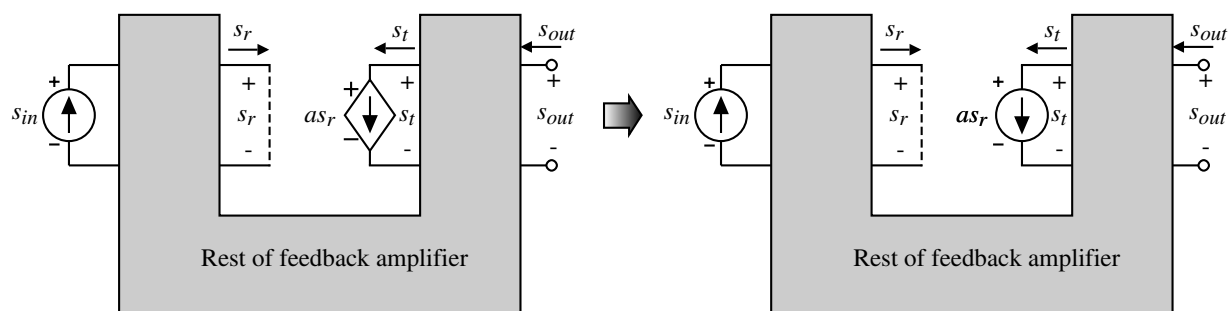 s_r s_t s_out s_r s_t s_out
+ + + + + + + +
s_in s_r as_r s_t s_out s_in s_r as_r s_t s_out
− - − - - − - − - -
Rest of feedback amplifier Rest of feedback amplifier